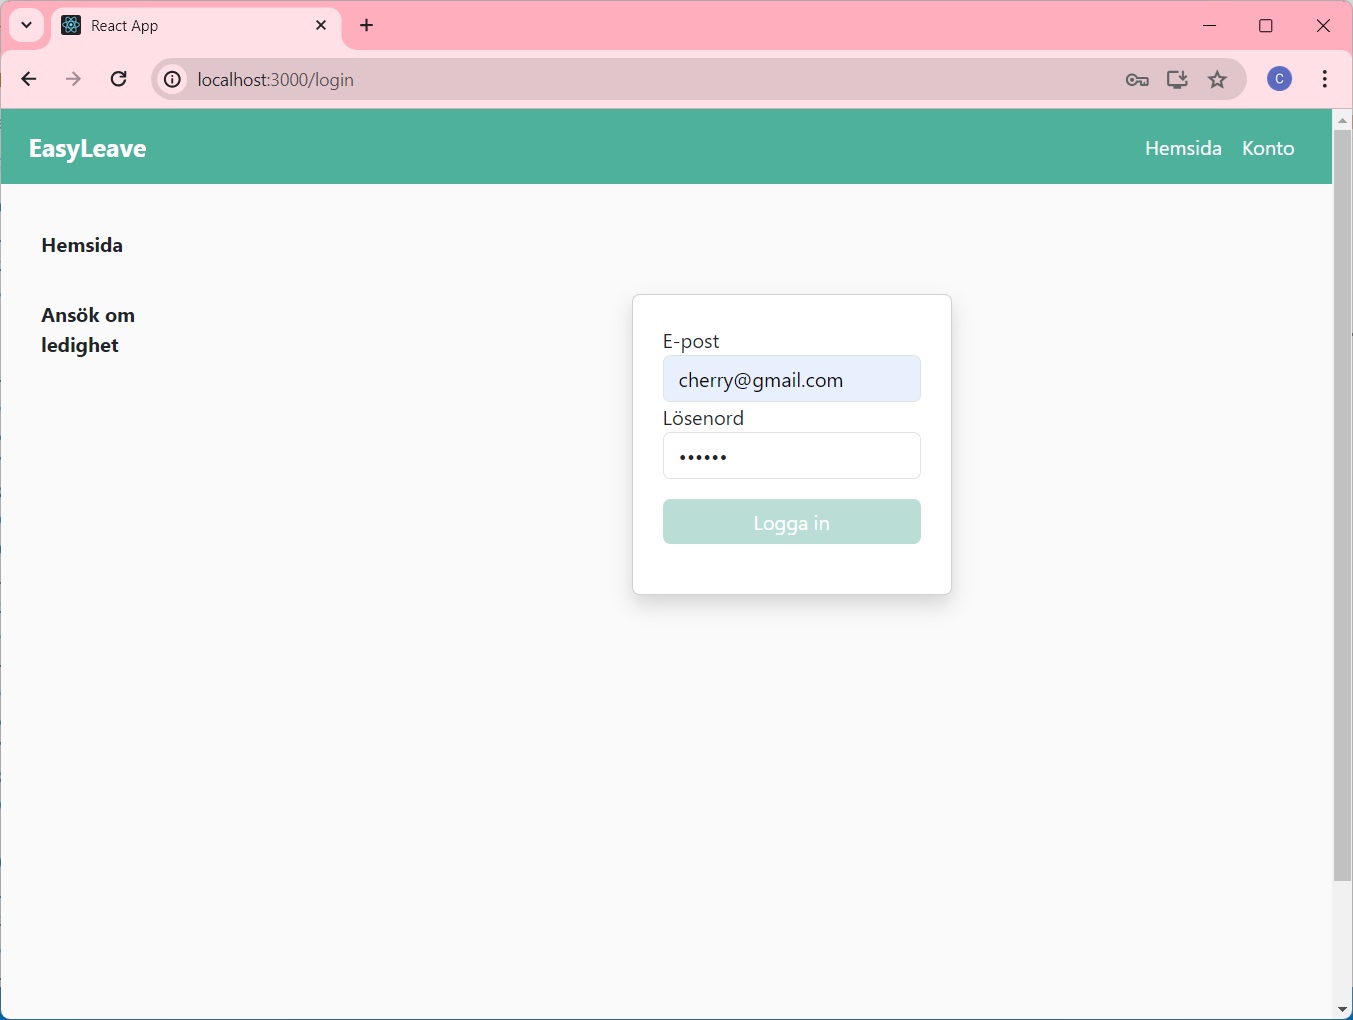 React App
localhost:3000/login
C
EasyLeave
Hemsida Konto
Hemsida
Ansök om
ledighet
E-post
cherry@gmail.com
Lösenord
••••••
Logga in